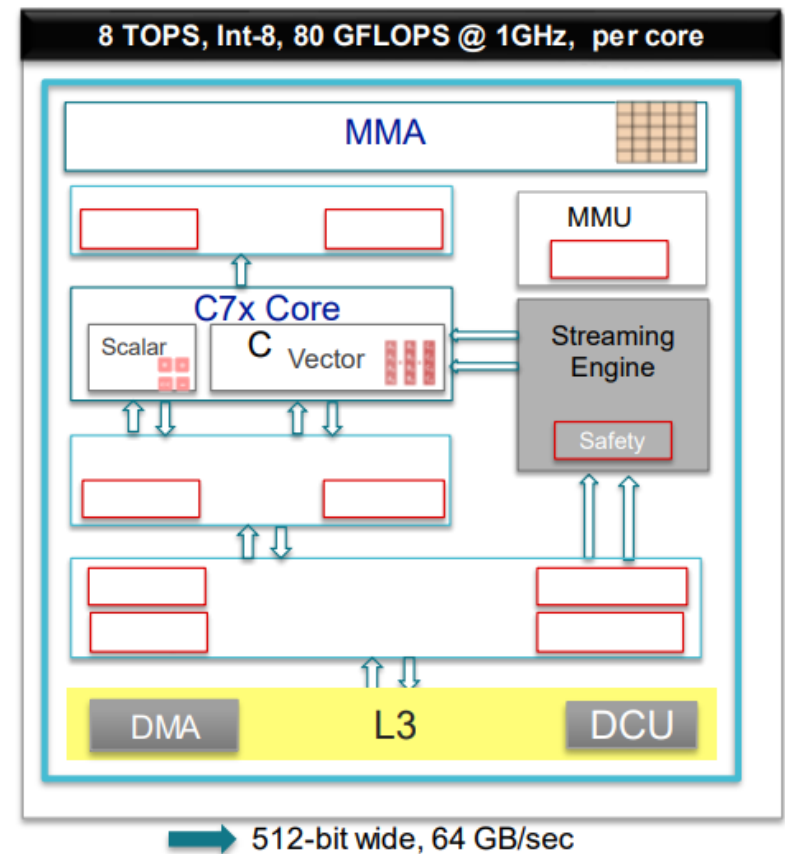 8 TOPS, Int-8, 80 GFLOPS @ 1GHz, per core
MMA
MMU
C7x Core
Scalar
C
Vector
Streaming
Engine
Safety
DMA
L3
DCU
512-bit wide, 64 GB/sec